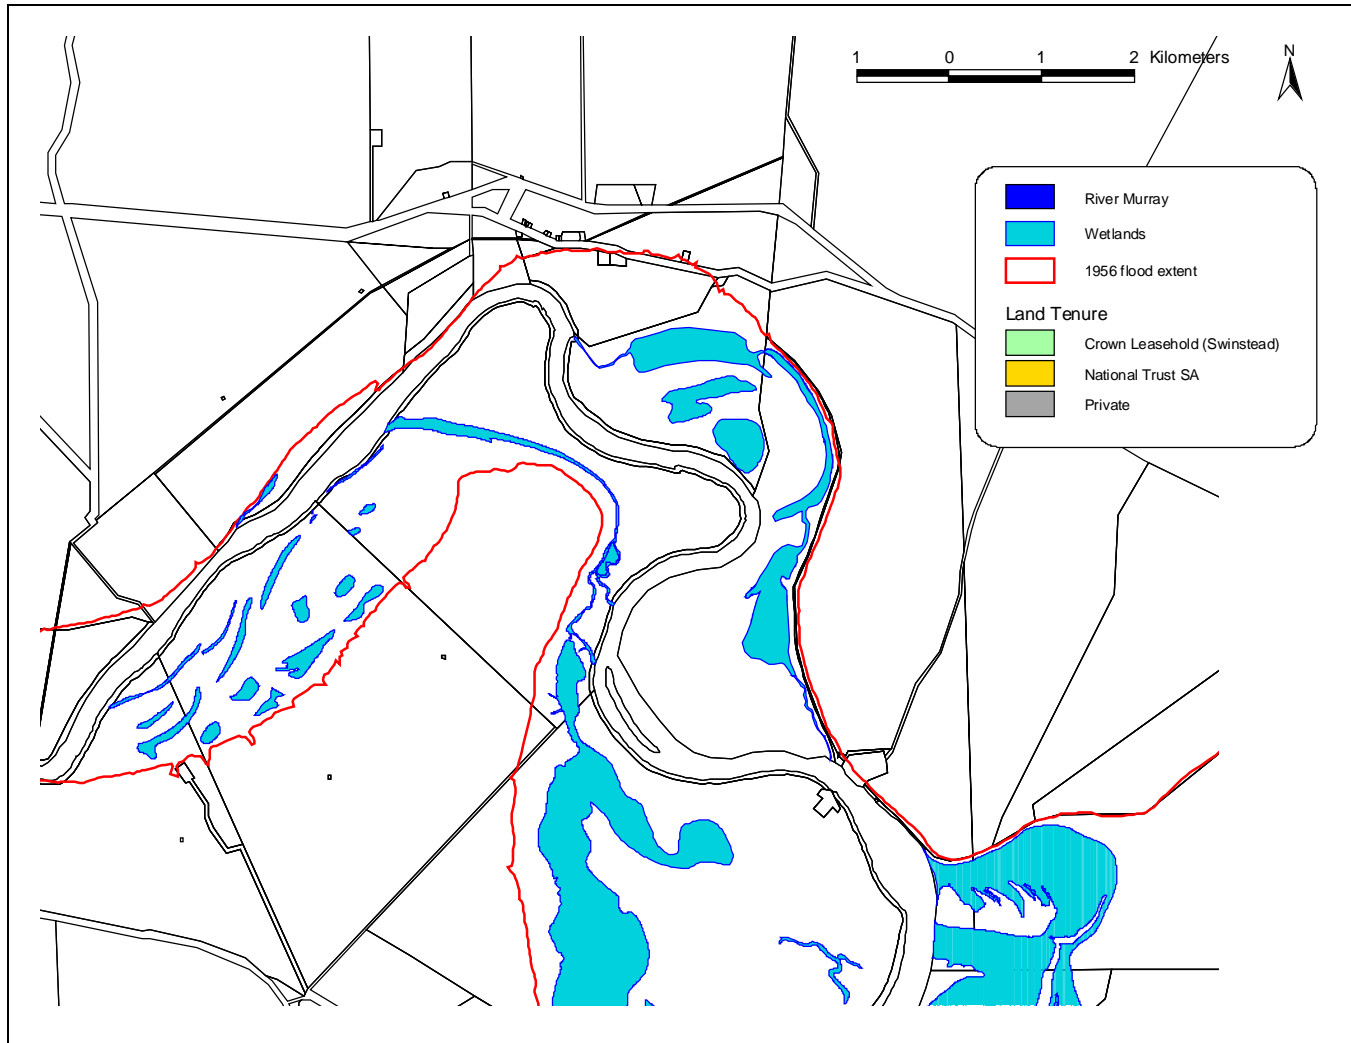 1 0 1 2 Kilometers
N
River Murray
Wetlands
1956 flood extent
Land Tenure
Crown Leasehold (Swinstead)
National Trust SA
Private